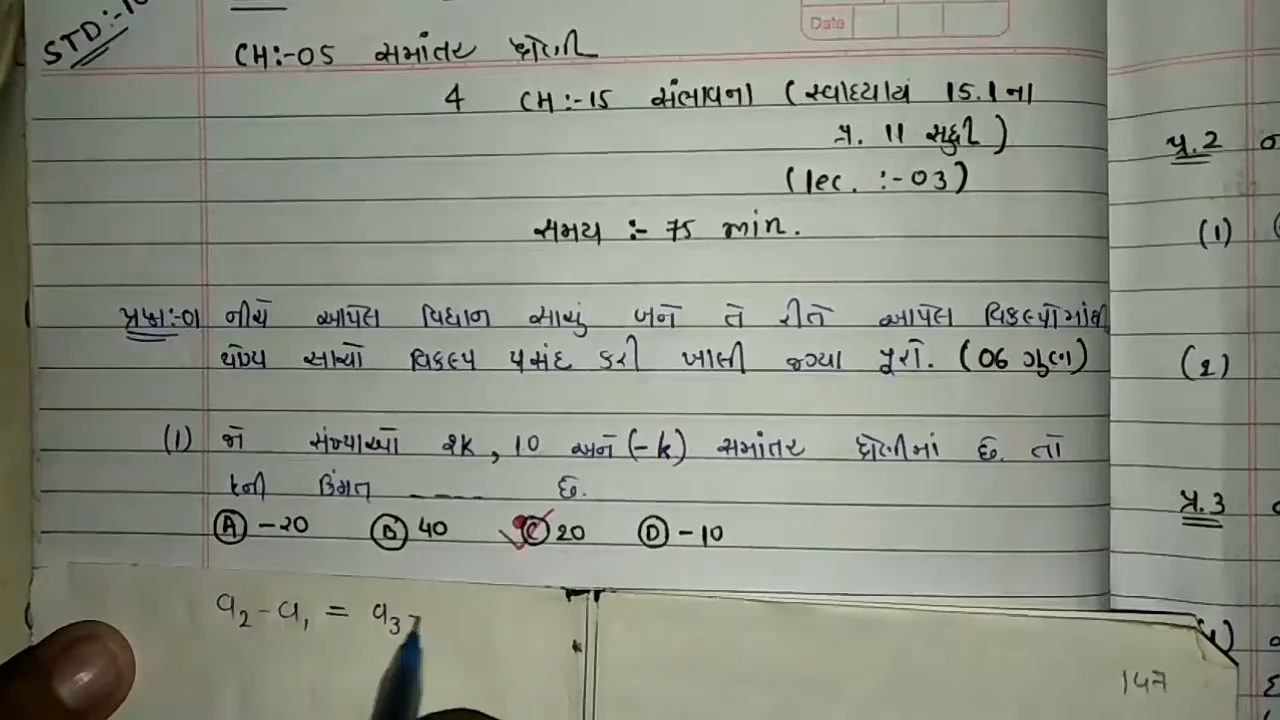 STD:-10
Date
CH:-05 સમાંતર શ્રેણી
4 CH:-15 સંભાવના (સ્વાધ્યાય 15.1ના
પ્ર. 11 સુધી)
(lec. :-03)
સમય :- 75 min.
પ્રશ્ન:-01 નીચે આપેલ વિધાન સાચું બને તે રીતે આપેલ વિકલ્પોમાંથી
યોગ્ય સાચો વિકલ્પ પસંદ કરી ખાલી જગ્યા પૂરો. (06 ગુણ)
(1) જો સંખ્યાઓ 2k, 10 અને (-k) સમાંતર શ્રેણીમાં છે. તો
kની કિંમત ____ છે.
(A) -20 (B) 40 (C) 20 (D) -10
a₂ - a₁ = a₃ -
147
પ્ર.2
(1)
(2)
પ્ર.3